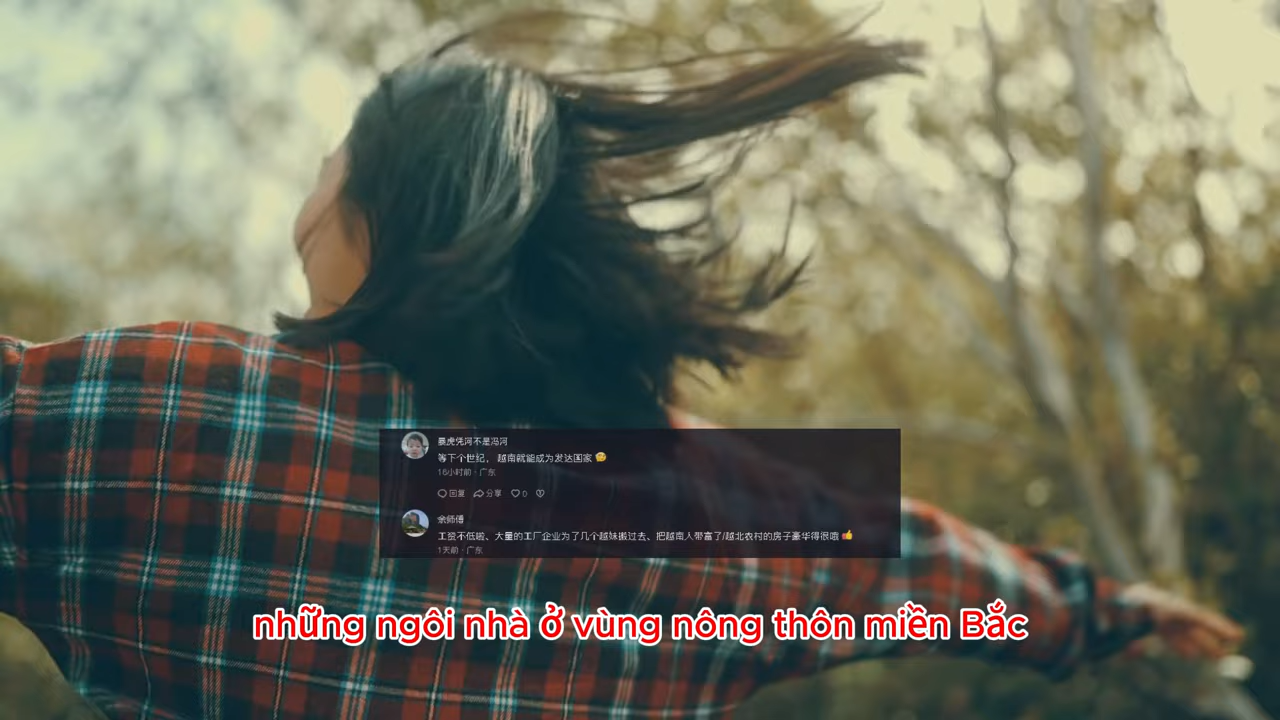 暴虎凭河不是冯河
等下个世纪， 越南就能成为发达国家
16小时前 · 广东
回复 分享 0
余师傅
工资不低啦、大量的工厂企业为了几个越妹搬过去、把越南人带富了/越北农村的房子豪华得很哦
1天前 · 广东
những ngôi nhà ở vùng nông thôn miền Bắc